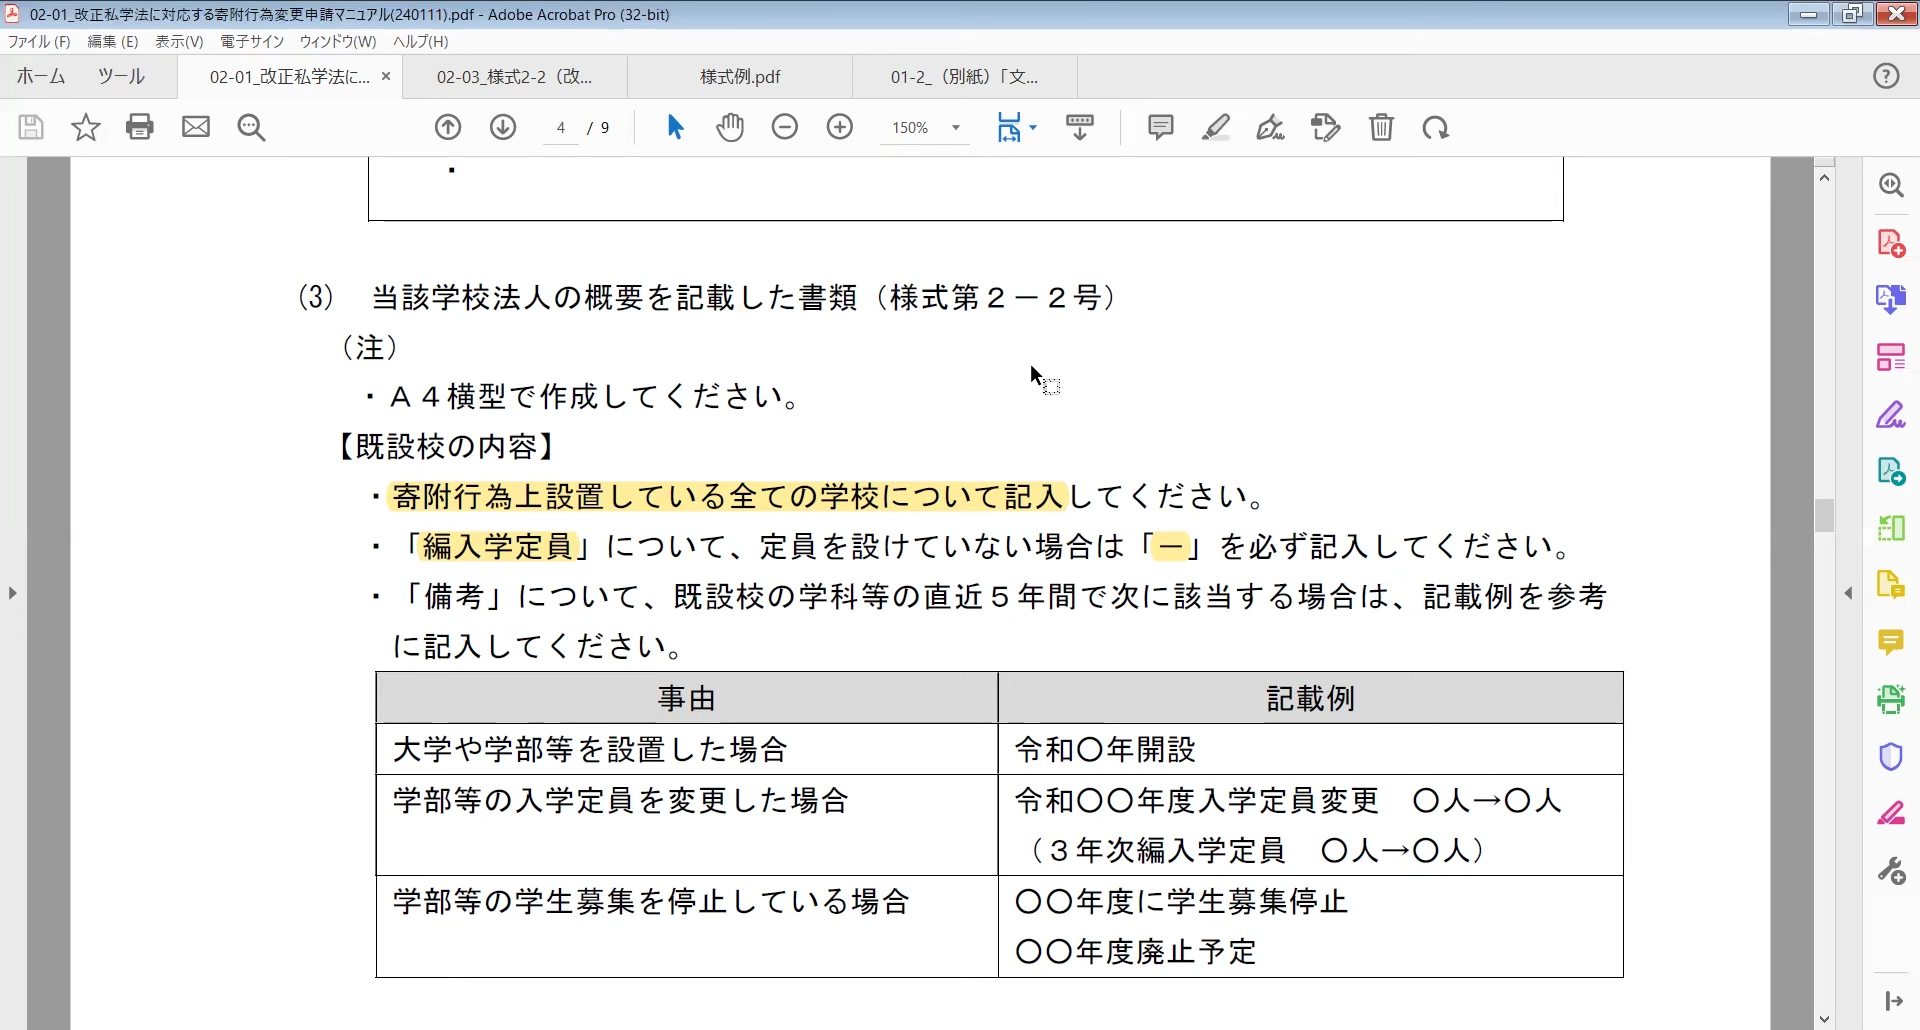 02-01_改正私学法に対応する寄附行為変更申請マニュアル(240111).pdf - Adobe Acrobat Pro (32-bit)
ファイル(F) 編集(E) 表示(V) 電子サイン ウィンドウ(W) ヘルプ(H)
ホーム ツール 02-01_改正私学法に... × 02-03_様式2-2（改... 様式例.pdf 01-2_（別紙）「文...
4 / 9 150%
・
（3） 当該学校法人の概要を記載した書類（様式第２－２号）
（注）
・Ａ４横型で作成してください。
【既設校の内容】
・寄附行為上設置している全ての学校について記入してください。
・「編入学定員」について、定員を設けていない場合は「－」を必ず記入してください。
・「備考」について、既設校の学科等の直近５年間で次に該当する場合は、記載例を参考
に記入してください。
事由 記載例
大学や学部等を設置した場合 令和〇年開設
学部等の入学定員を変更した場合 令和〇〇年度入学定員変更 〇人→〇人
（３年次編入学定員 〇人→〇人）
学部等の学生募集を停止している場合 〇〇年度に学生募集停止
〇〇年度廃止予定